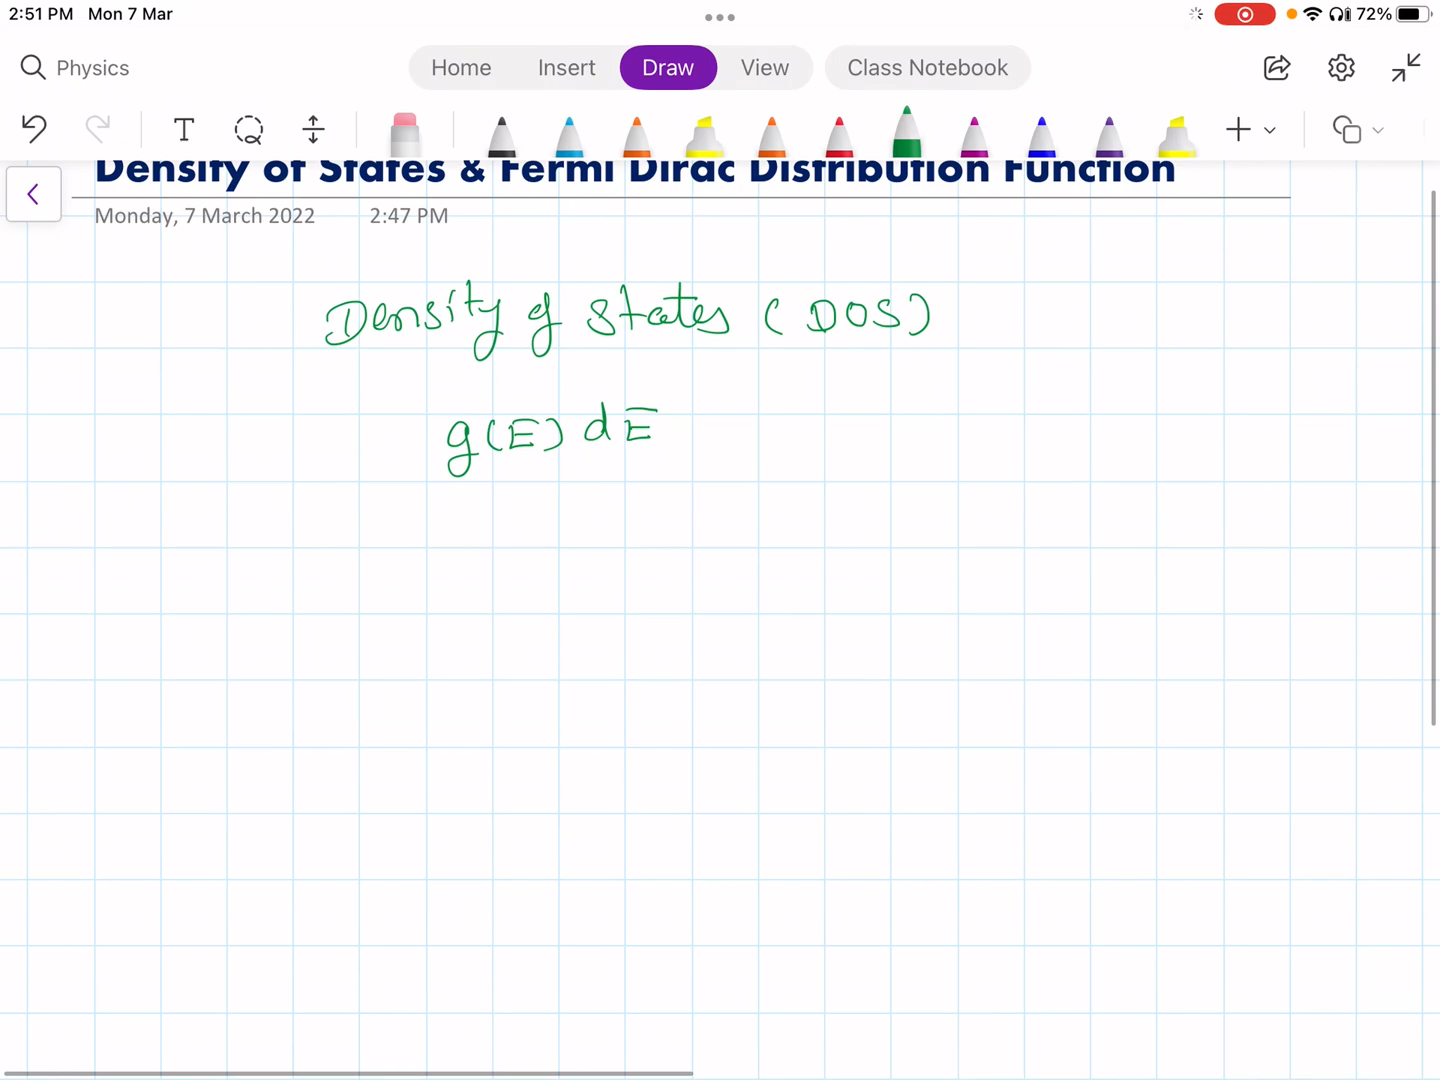 2:51 PM Mon 7 Mar 72%
Physics Home Insert Draw View Class Notebook
T
Density of States & Fermi Dirac Distribution Function
Monday, 7 March 2022 2:47 PM
Density of states (DOS)
g(E) dE